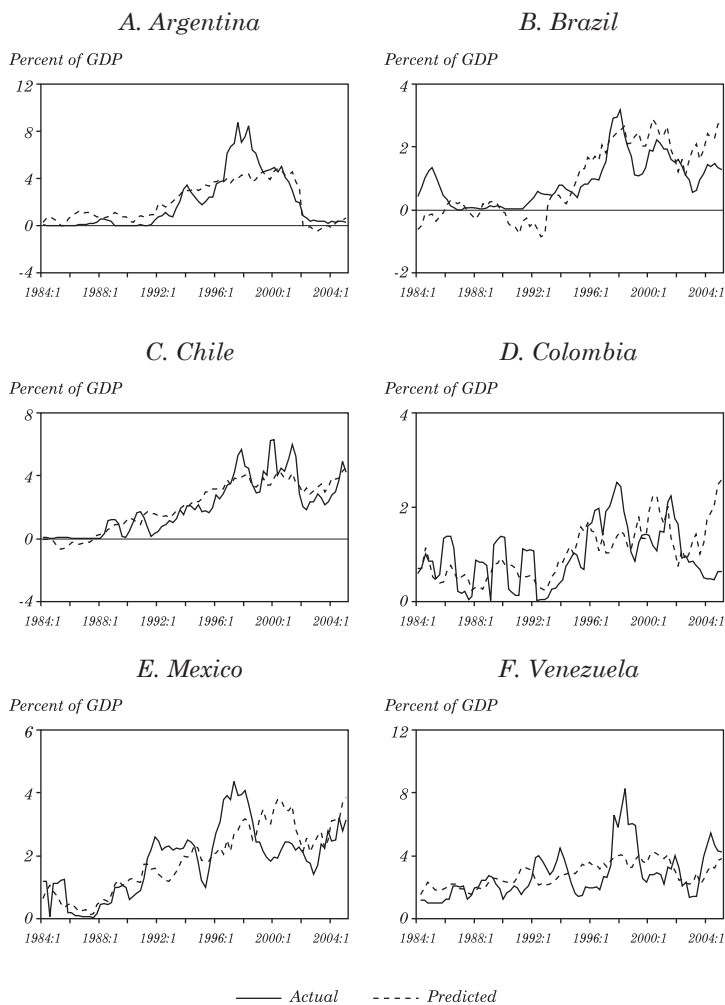 A. Argentina
Percent of GDP
12
8
4
0
-4
1984:1 1988:1 1992:1 1996:1 2000:1 2004:1
B. Brazil
Percent of GDP
4
2
0
-2
1984:1 1988:1 1992:1 1996:1 2000:1 2004:1
C. Chile
Percent of GDP
8
4
0
-4
1984:1 1988:1 1992:1 1996:1 2000:1 2004:1
D. Colombia
Percent of GDP
4
2
0
1984:1 1988:1 1992:1 1996:1 2000:1 2004:1
E. Mexico
Percent of GDP
6
4
2
0
1984:1 1988:1 1992:1 1996:1 2000:1 2004:1
F. Venezuela
Percent of GDP
12
8
4
0
1984:1 1988:1 1992:1 1996:1 2000:1 2004:1
Actual Predicted